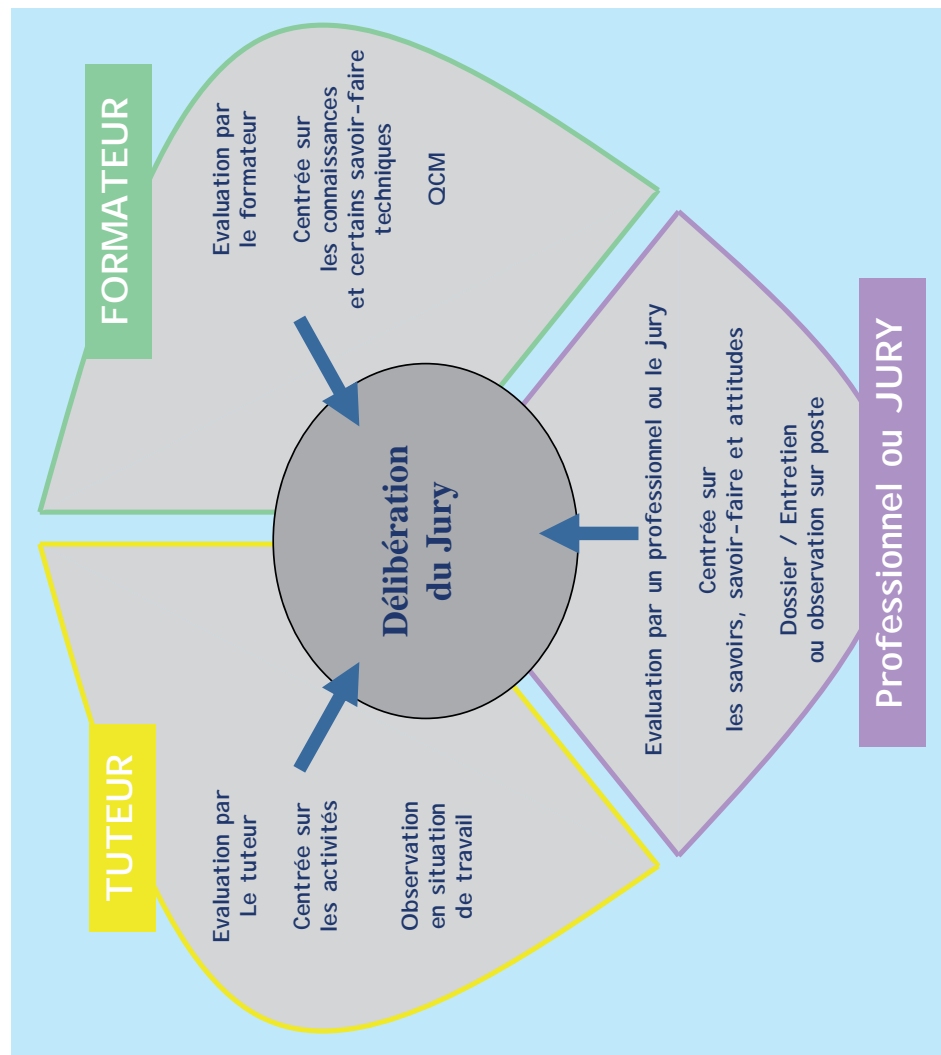 TUTEUR
Evaluation par
Le tuteur
Centrée sur
les activités
Observation
en situation
de travail
FORMATEUR
Evaluation par
le formateur
Centrée sur
les connaissances
et certains savoir-faire
techniques
QCM
Délibération
du Jury
Evaluation par un professionnel ou le jury
Centrée sur
les savoirs, savoir-faire et attitudes
Dossier / Entretien
ou observation sur poste
Professionnel ou JURY